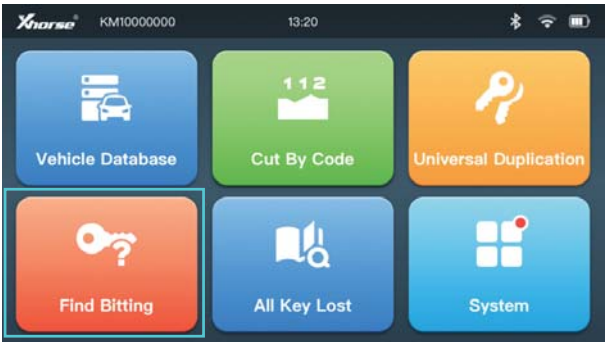 Xhorse® KM10000000 13:20
112
Vehicle Database Cut By Code Universal Duplication
?
Find Bitting All Key Lost System